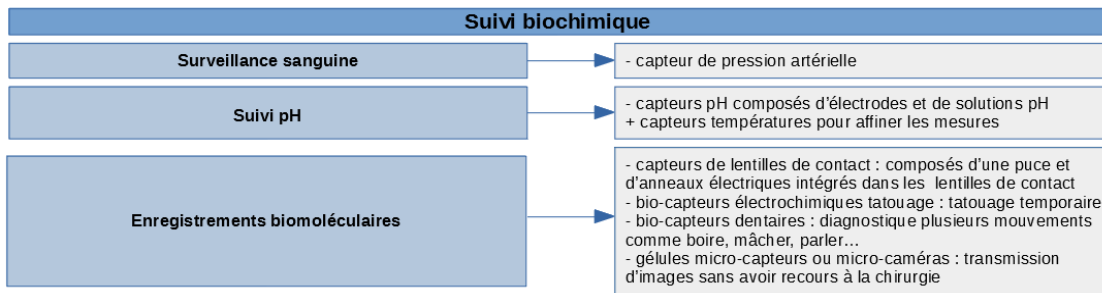 Suivi biochimique
Surveillance sanguine
- capteur de pression artérielle
Suivi pH
- capteurs pH composés d'électrodes et de solutions pH
+ capteurs températures pour affiner les mesures
Enregistrements biomoléculaires
- capteurs de lentilles de contact : composés d'une puce et
d'anneaux électriques intégrés dans les  lentilles de contact
- bio-capteurs électrochimiques tatouage : tatouage temporaire
- bio-capteurs dentaires : diagnostique plusieurs mouvements
comme boire, mâcher, parler…
- gélules micro-capteurs ou micro-caméras : transmission
d'images sans avoir recours à la chirurgie